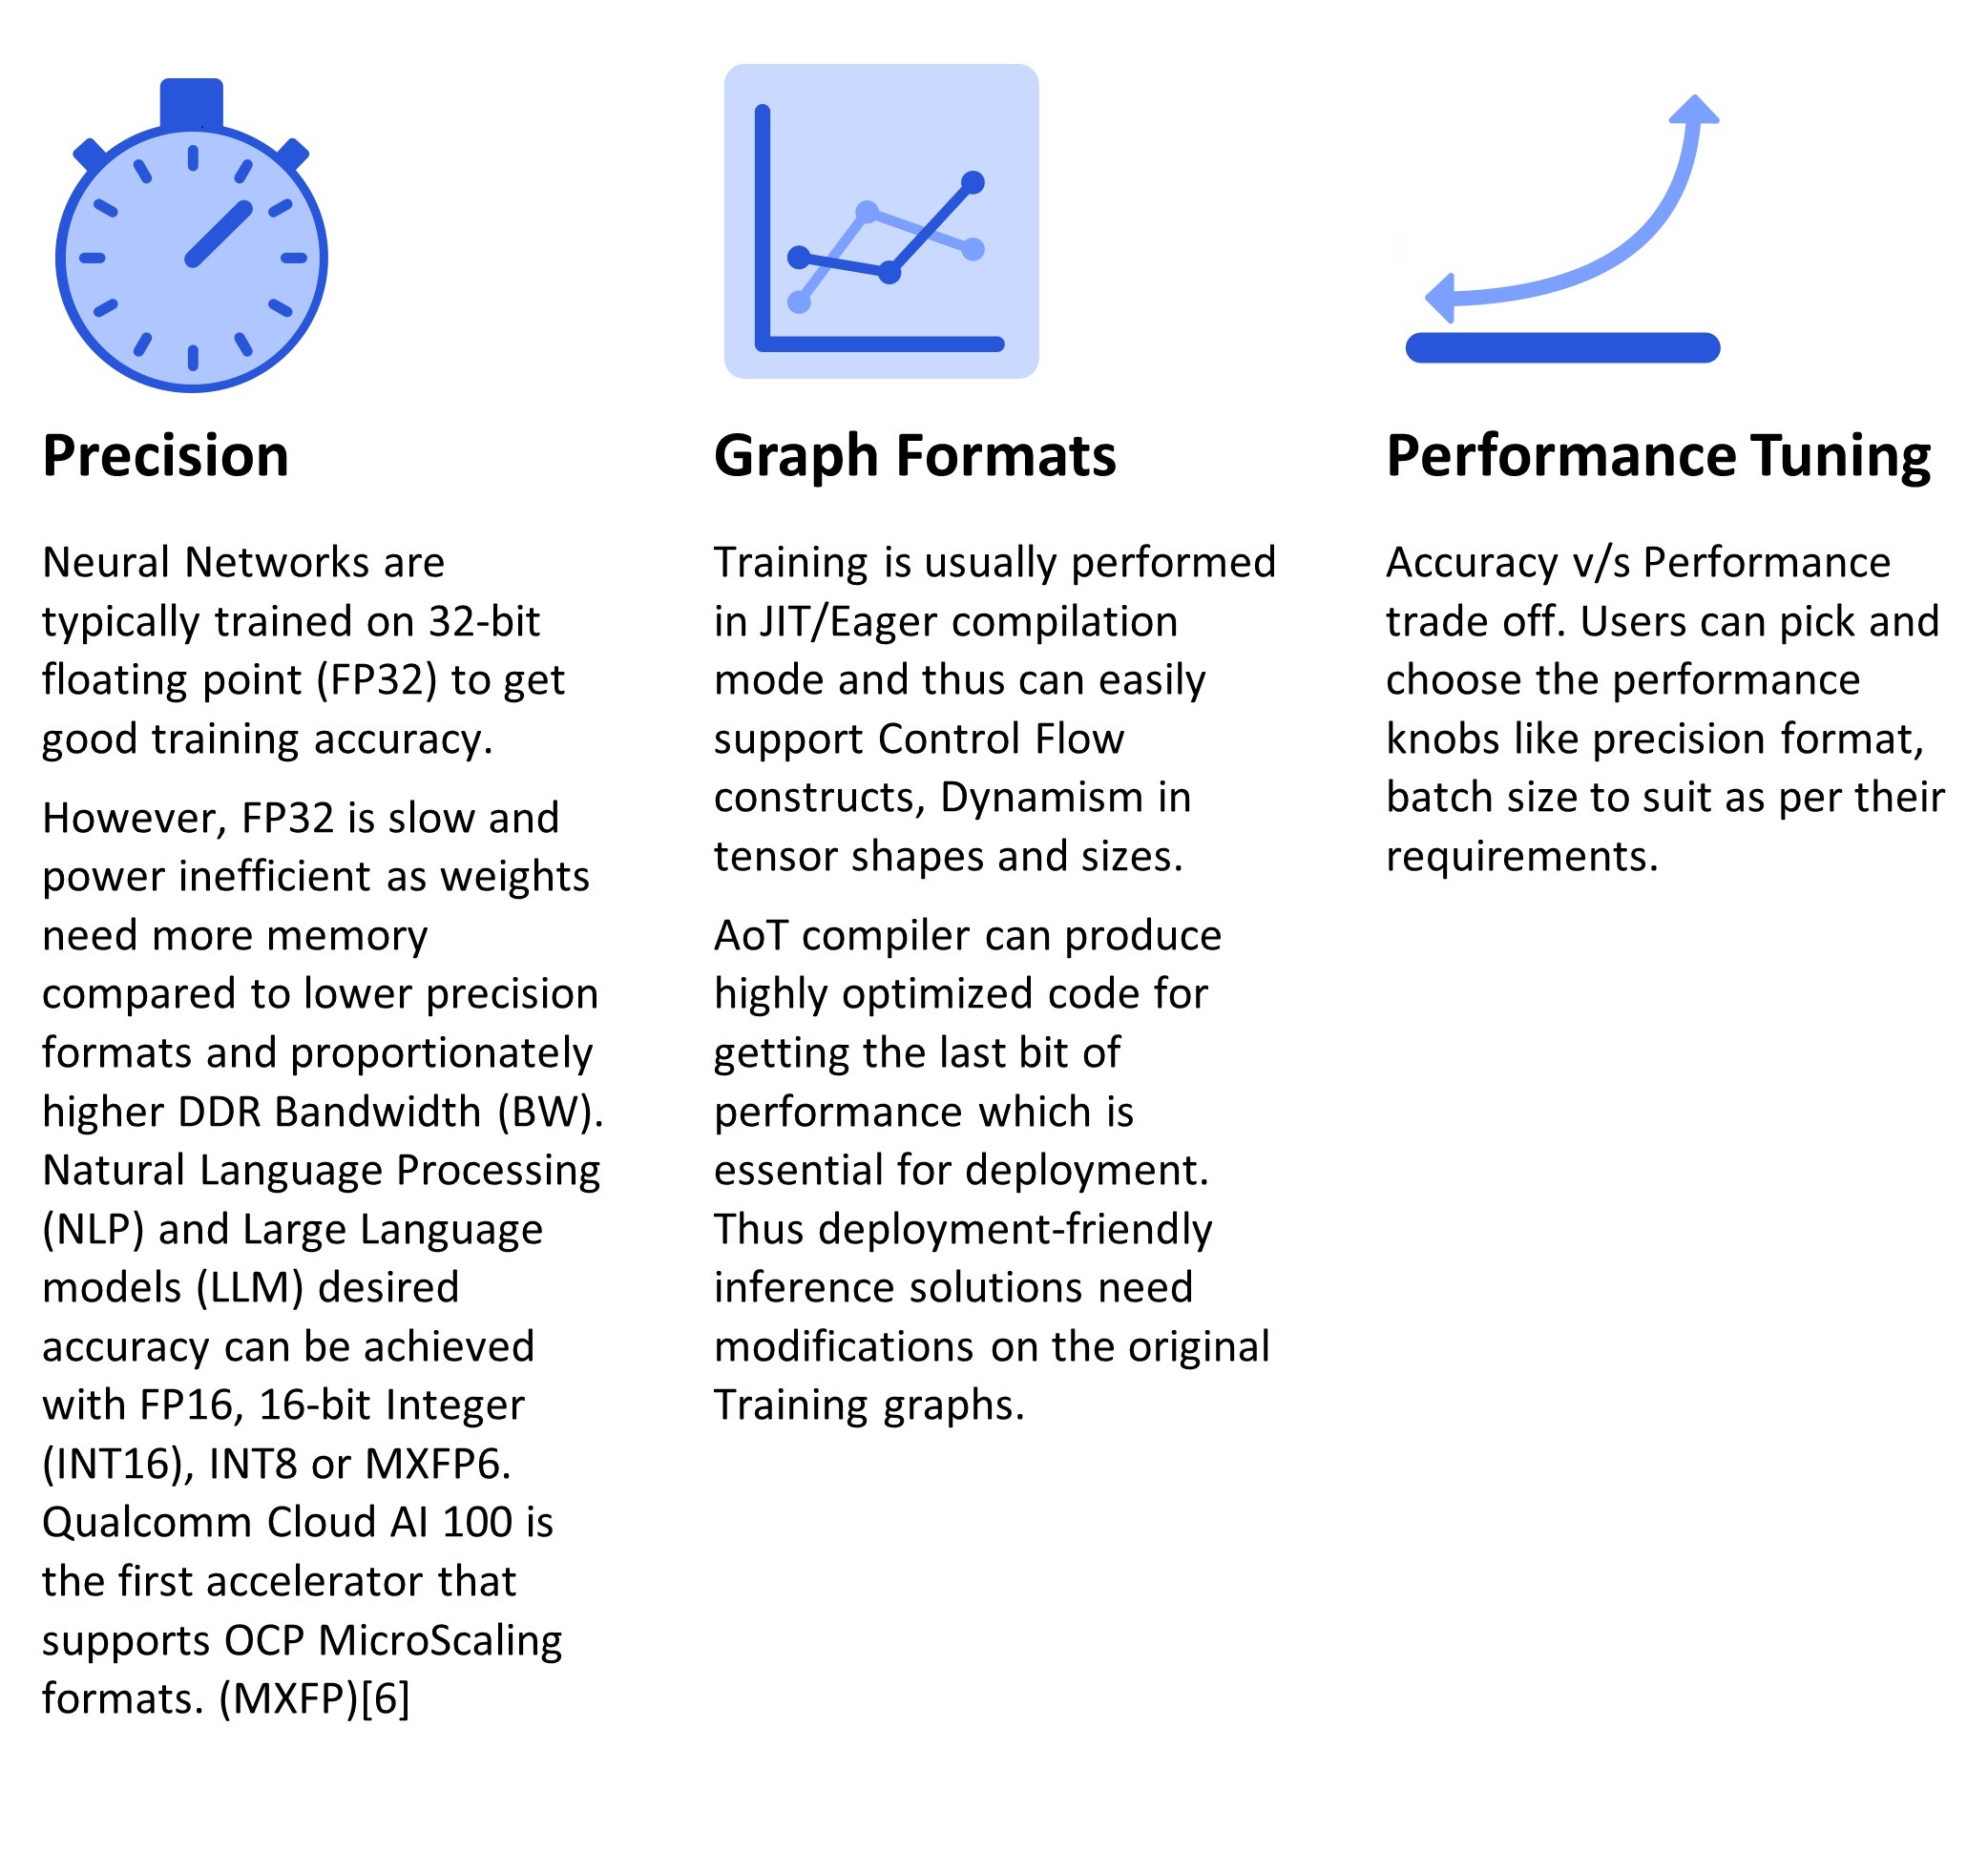 Precision
Neural Networks are
typically trained on 32-bit
floating point (FP32) to get
good training accuracy.
However, FP32 is slow and
power inefficient as weights
need more memory
compared to lower precision
formats and proportionately
higher DDR Bandwidth (BW).
Natural Language Processing
(NLP) and Large Language
models (LLM) desired
accuracy can be achieved
with FP16, 16-bit Integer
(INT16), INT8 or MXFP6.
Qualcomm Cloud AI 100 is
the first accelerator that
supports OCP MicroScaling
formats. (MXFP)[6]
Graph Formats
Training is usually performed
in JIT/Eager compilation
mode and thus can easily
support Control Flow
constructs, Dynamism in
tensor shapes and sizes.
AoT compiler can produce
highly optimized code for
getting the last bit of
performance which is
essential for deployment.
Thus deployment-friendly
inference solutions need
modifications on the original
Training graphs.
Performance Tuning
Accuracy v/s Performance
trade off. Users can pick and
choose the performance
knobs like precision format,
batch size to suit as per their
requirements.